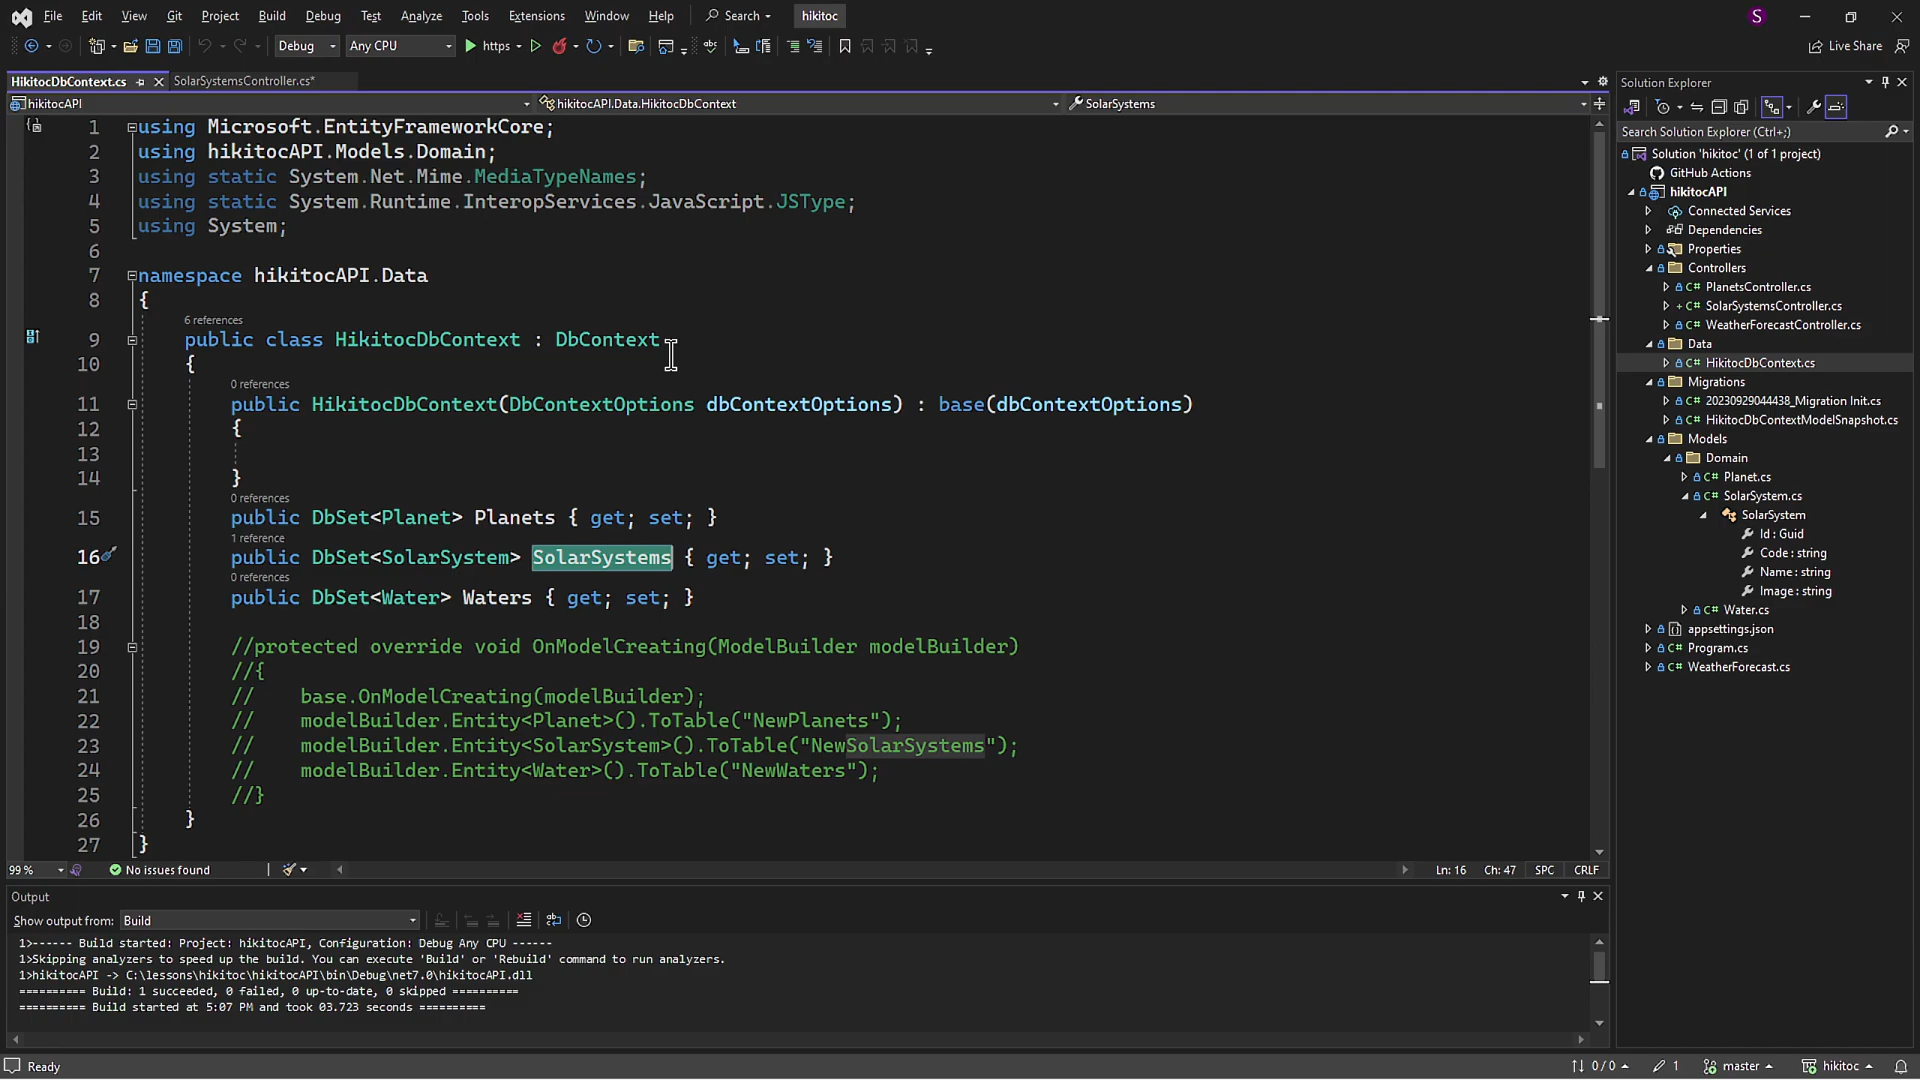 File Edit View Git Project Build Debug Test Analyze Tools Extensions Window Help Search hikitoc S
Debug Any CPU https Live Share
HikitocDbContext.cs SolarSystemsController.cs*
hikitocAPI hikitocAPI.Data.HikitocDbContext SolarSystems
1 using Microsoft.EntityFrameworkCore;
2 using hikitocAPI.Models.Domain;
3 using static System.Net.Mime.MediaTypeNames;
4 using static System.Runtime.InteropServices.JavaScript.JSType;
5 using System;
6
7 namespace hikitocAPI.Data
8 {
6 references
9 public class HikitocDbContext : DbContext
10 {
0 references
11 public HikitocDbContext(DbContextOptions dbContextOptions) : base(dbContextOptions)
12 {
13
14 }
0 references
15 public DbSet<Planet> Planets { get; set; }
1 reference
16 public DbSet<SolarSystem> SolarSystems { get; set; }
0 references
17 public DbSet<Water> Waters { get; set; }
18
19 //protected override void OnModelCreating(ModelBuilder modelBuilder)
20 //{
21 // base.OnModelCreating(modelBuilder);
22 // modelBuilder.Entity<Planet>().ToTable("NewPlanets");
23 // modelBuilder.Entity<SolarSystem>().ToTable("NewSolarSystems");
24 // modelBuilder.Entity<Water>().ToTable("NewWaters");
25 //}
26 }
27 }
99 % No issues found Ln: 16 Ch: 47 SPC CRLF
Output
Show output from: Build
1>------ Build started: Project: hikitocAPI, Configuration: Debug Any CPU ------
1>Skipping analyzers to speed up the build. You can execute 'Build' or 'Rebuild' command to run analyzers.
1>hikitocAPI -> C:\lessons\hikitoc\hikitocAPI\bin\Debug\net7.0\hikitocAPI.dll
========== Build: 1 succeeded, 0 failed, 0 up-to-date, 0 skipped ==========
========== Build started at 5:07 PM and took 03.723 seconds ==========
Solution Explorer
Search Solution Explorer (Ctrl+;)
Solution 'hikitoc' (1 of 1 project)
GitHub Actions
hikitocAPI
Connected Services
Dependencies
Properties
Controllers
C# PlanetsController.cs
C# SolarSystemsController.cs
C# WeatherForecastController.cs
Data
C# HikitocDbContext.cs
Migrations
C# 20230929044438_Migration Init.cs
C# HikitocDbContextModelSnapshot.cs
Models
Domain
C# Planet.cs
C# SolarSystem.cs
SolarSystem
Id : Guid
Code : string
Name : string
Image : string
C# Water.cs
appsettings.json
C# Program.cs
C# WeatherForecast.cs
Ready 0 / 0 1 master hikitoc